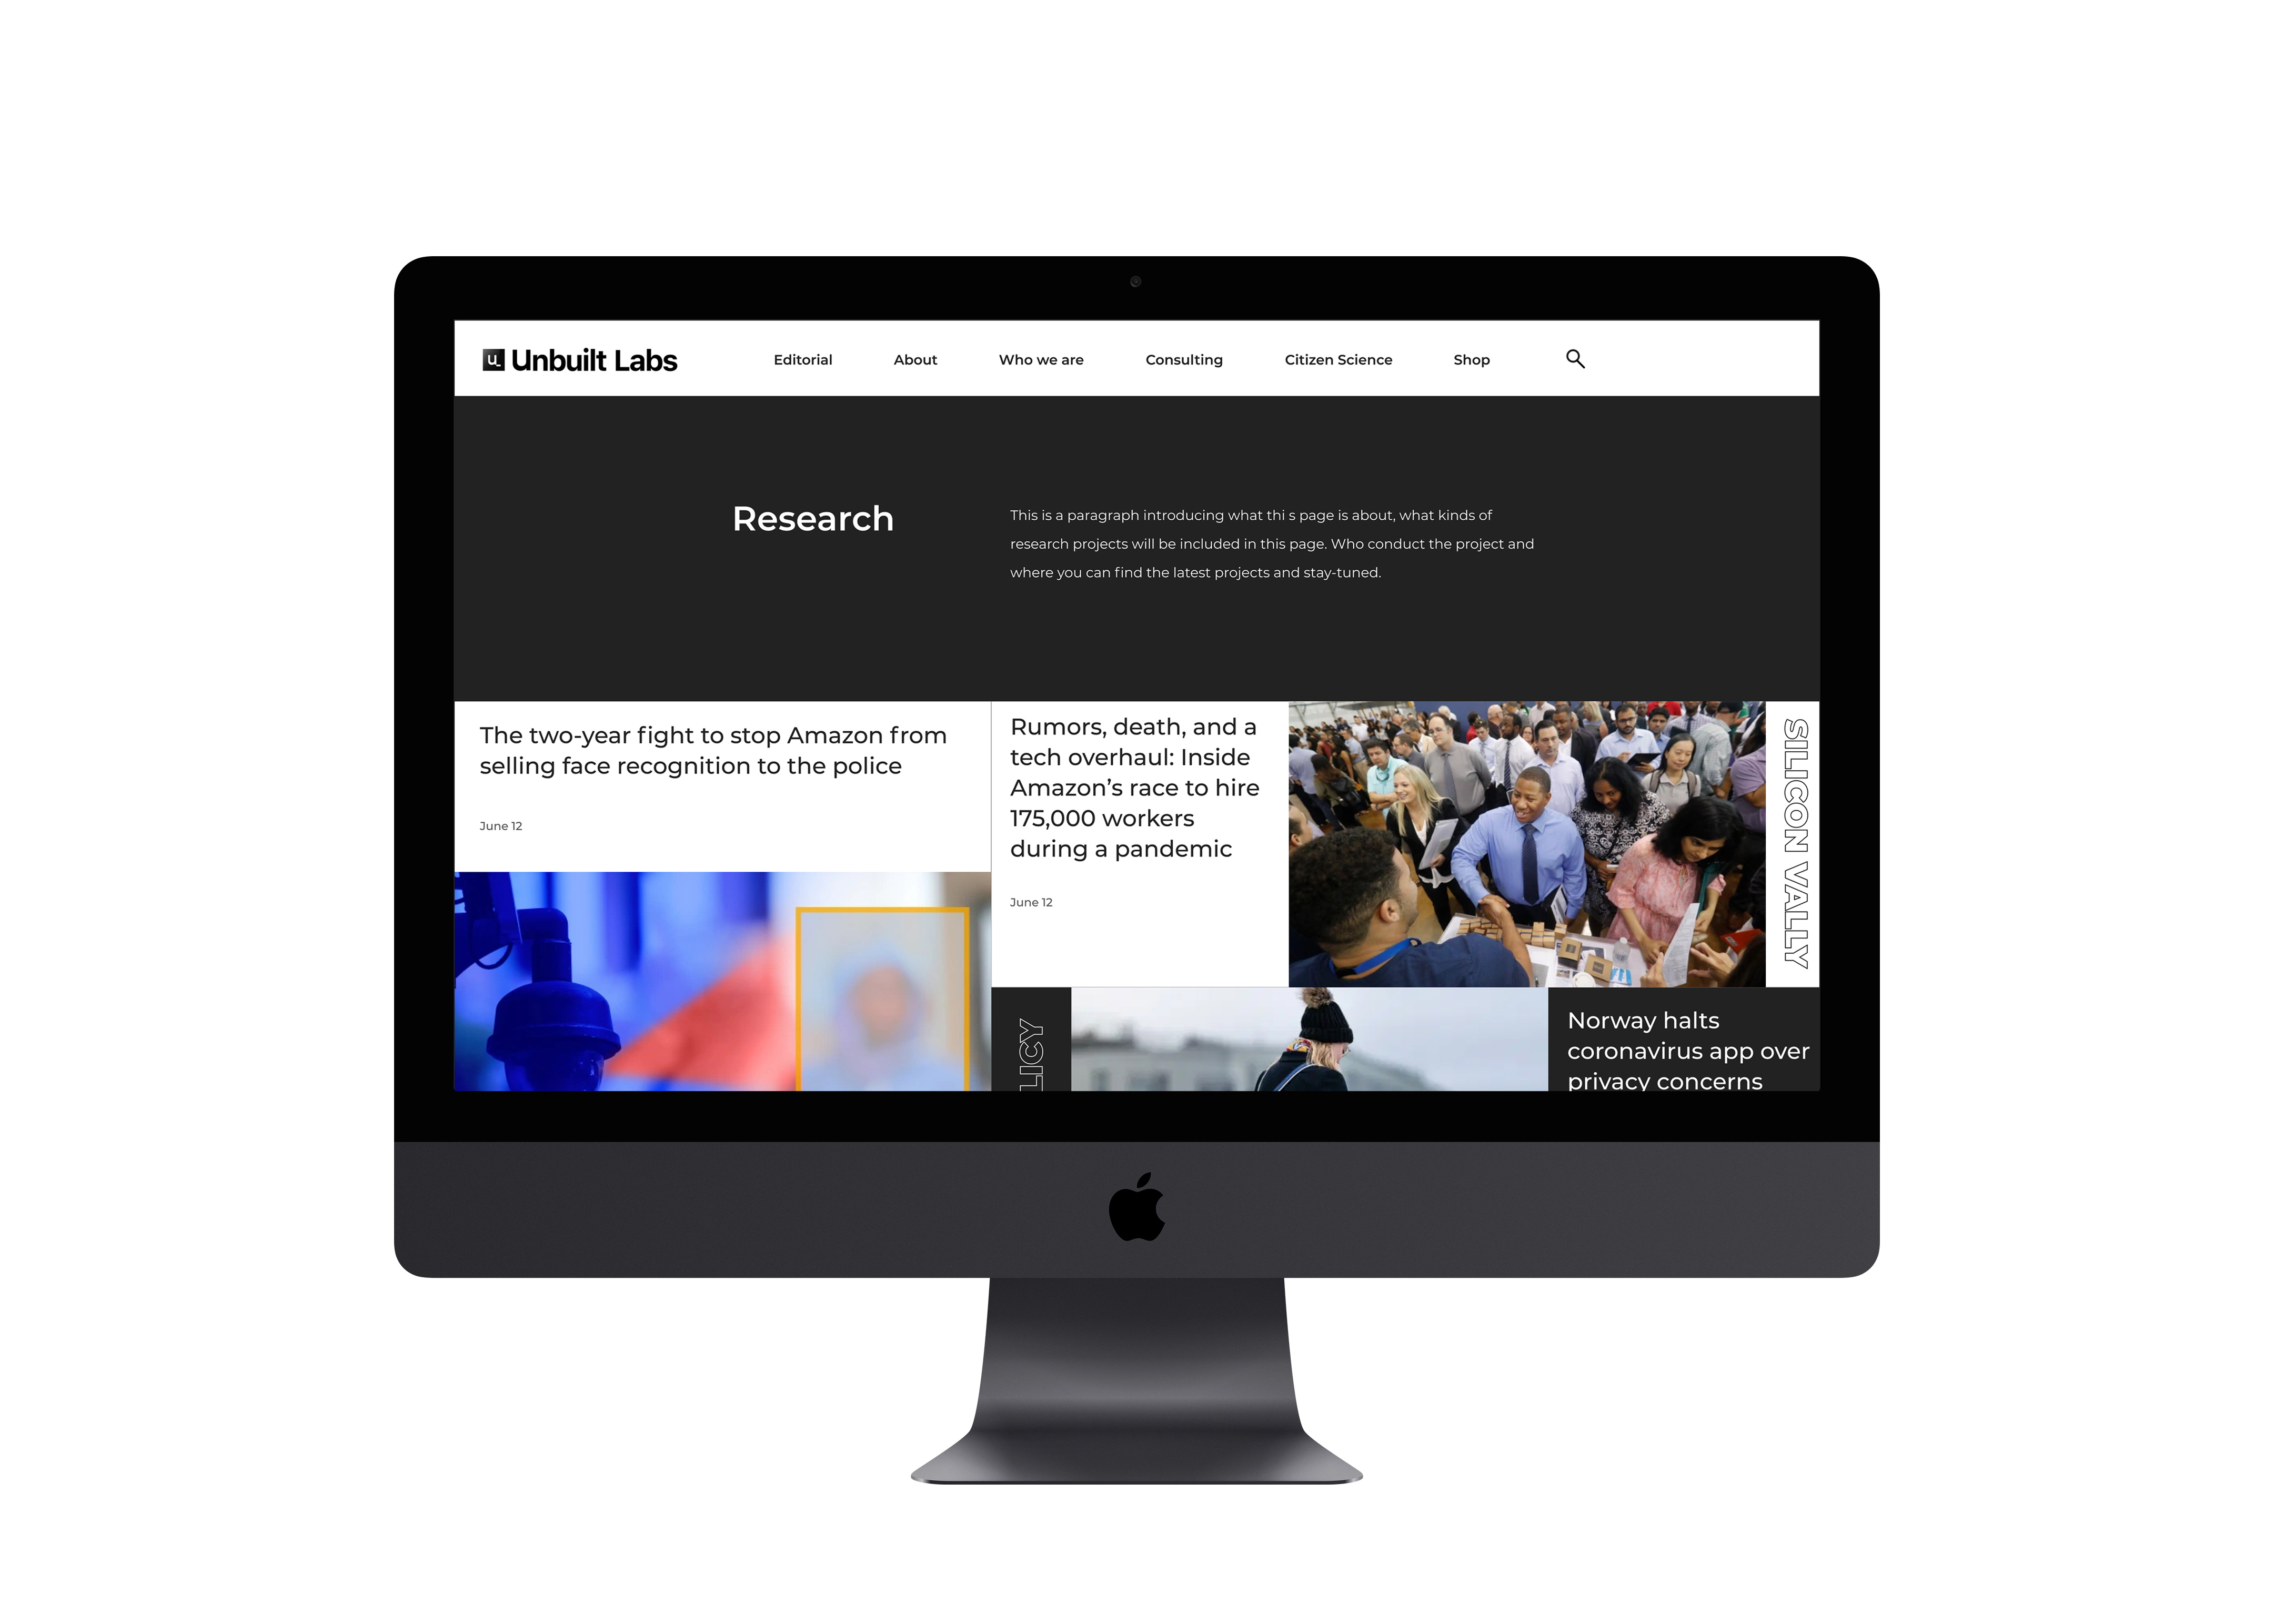 u_ Unbuilt Labs
Editorial
About
Who we are
Consulting
Citizen Science
Shop
Research
This is a paragraph introducing what thi s page is about, what kinds of
research projects will be included in this page. Who conduct the project and
where you can find the latest projects and stay-tuned.
The two-year fight to stop Amazon from
selling face recognition to the police
June 12
Rumors, death, and a
tech overhaul: Inside
Amazon’s race to hire
175,000 workers
during a pandemic
June 12
SILICON VALLY
LICY
Norway halts
coronavirus app over
privacy concerns